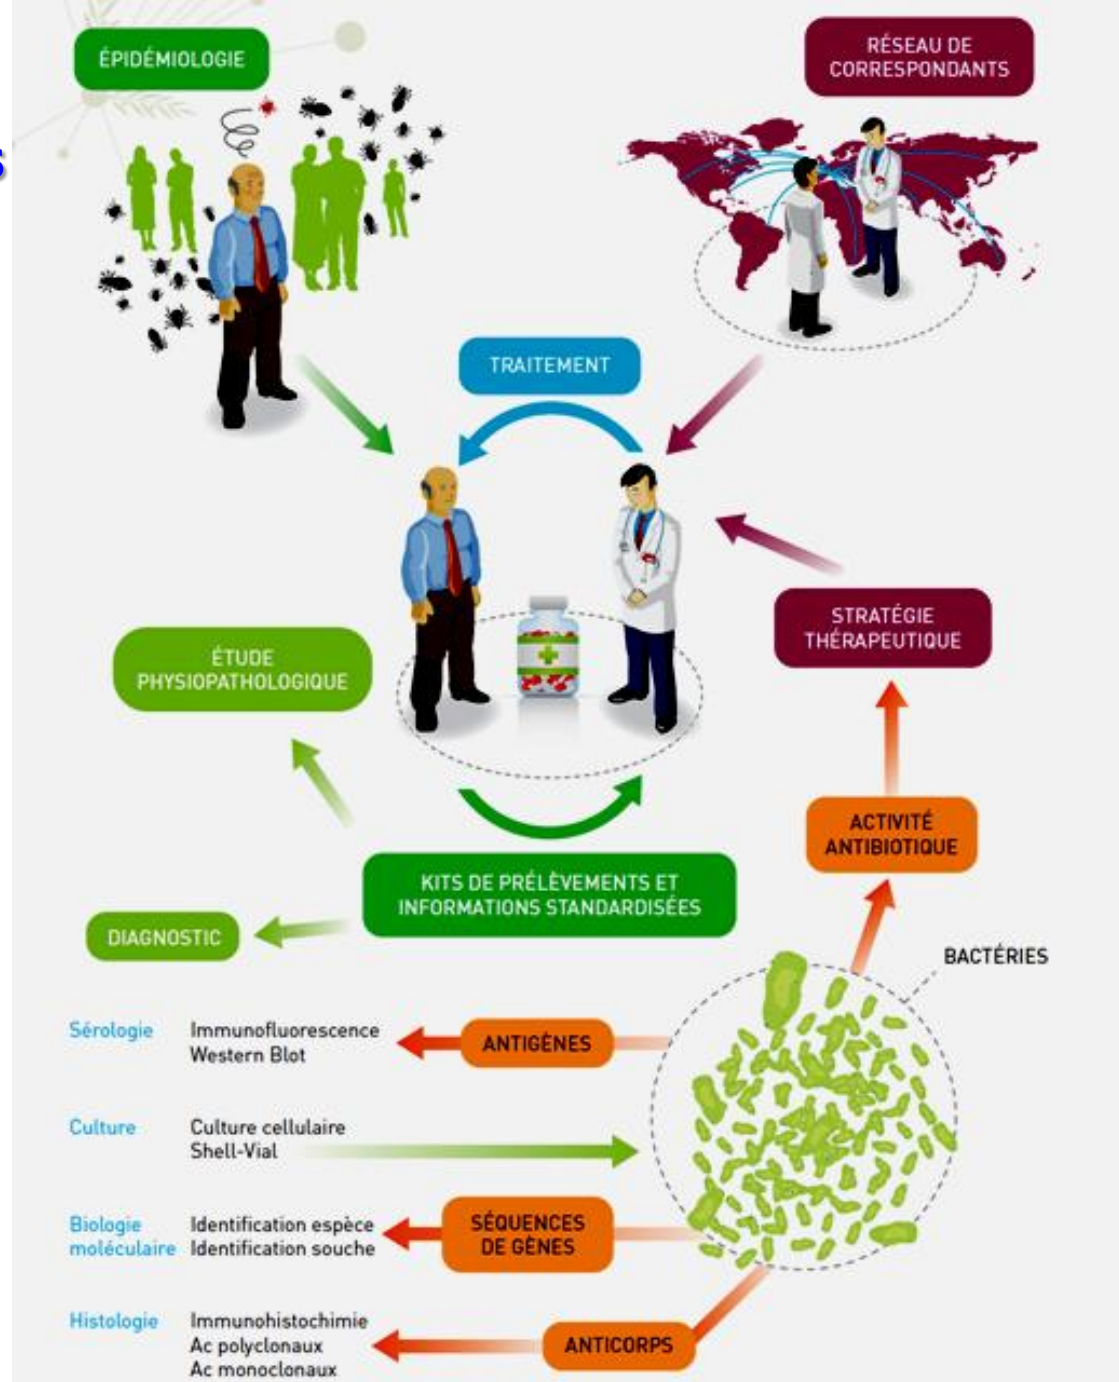 ÉPIDÉMIOLOGIE
RÉSEAU DE
CORRESPONDANTS
TRAITEMENT
STRATÉGIE
THÉRAPEUTIQUE
ÉTUDE
PHYSIOPATHOLOGIQUE
ACTIVITÉ
ANTIBIOTIQUE
KITS DE PRÉLÈVEMENTS ET
INFORMATIONS STANDARDISÉES
DIAGNOSTIC
BACTÉRIES
Sérologie
Immunofluorescence
Western Blot
ANTIGÈNES
Culture
Culture cellulaire
Shell-Vial
Biologie
moléculaire
Identification espèce
Identification souche
SÉQUENCES
DE GÈNES
Histologie
Immunohistochimie
Ac polyclonaux
Ac monoclonaux
ANTICORPS